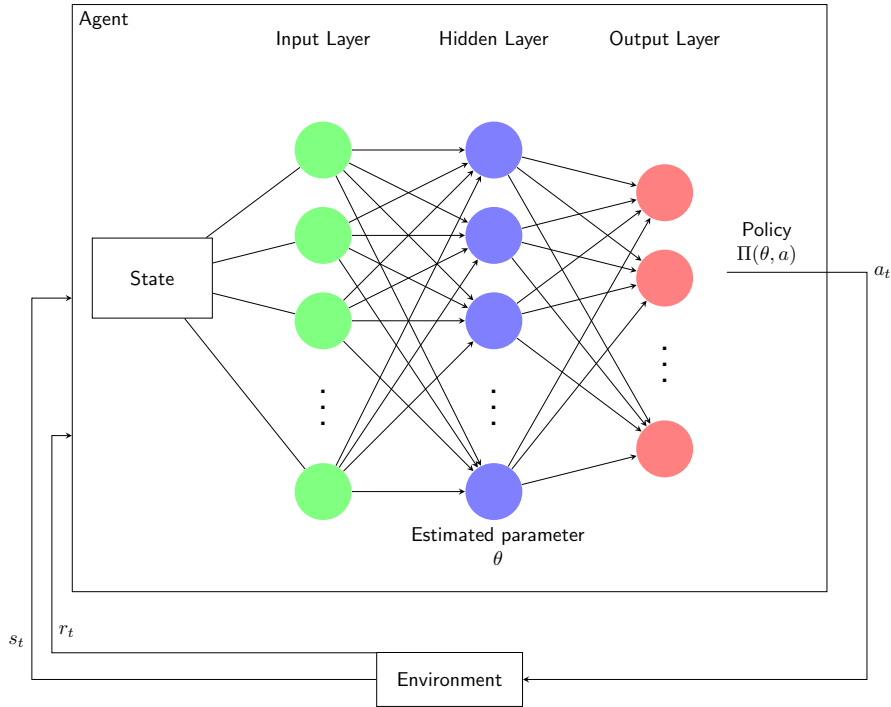 Agent
Input Layer
Hidden Layer
Output Layer
State
Policy
Π(θ, a)
a_t
Estimated parameter
θ
s_t
r_t
Environment